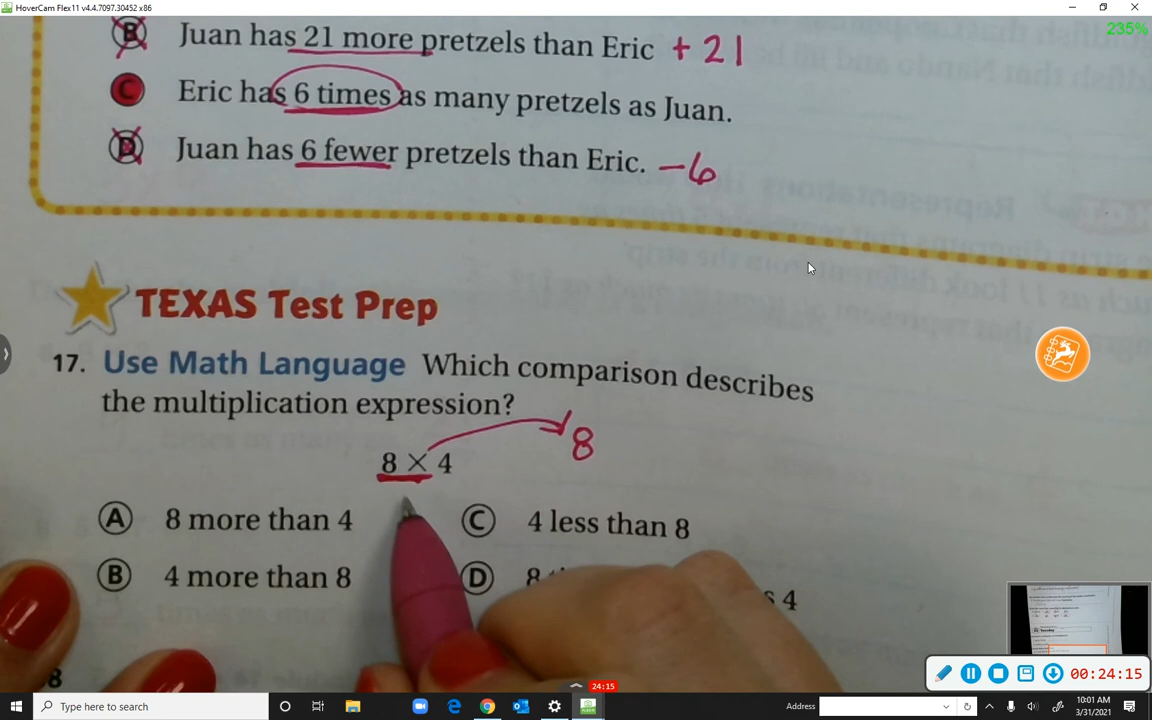 HoverCam Flex11 v4.4.7097.30452 x86
235%
B Juan has 21 more pretzels than Eric + 21
C Eric has 6 times as many pretzels as Juan.
D Juan has 6 fewer pretzels than Eric. - 6
TEXAS Test Prep
17. Use Math Language Which comparison describes
the multiplication expression?
8
8 × 4
A 8 more than 4
C 4 less than 8
B 4 more than 8
D 8
4
8
00:24:15
24:15
Type here to search
Address
10:01 AM
3/31/2021